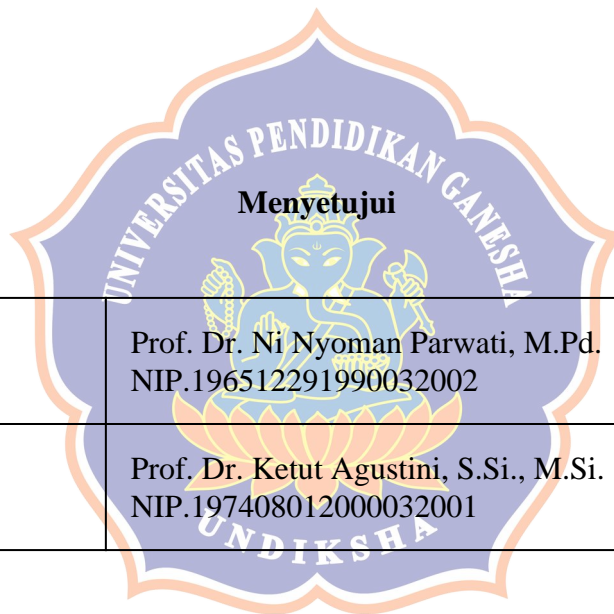 UNIVERSITAS PENDIDIKAN GANESHA
Menyetujui
Prof. Dr. Ni Nyoman Parwati, M.Pd.
NIP.196512291990032002
Prof. Dr. Ketut Agustini, S.Si., M.Si.
NIP.197408012000032001
UNDIKSHA